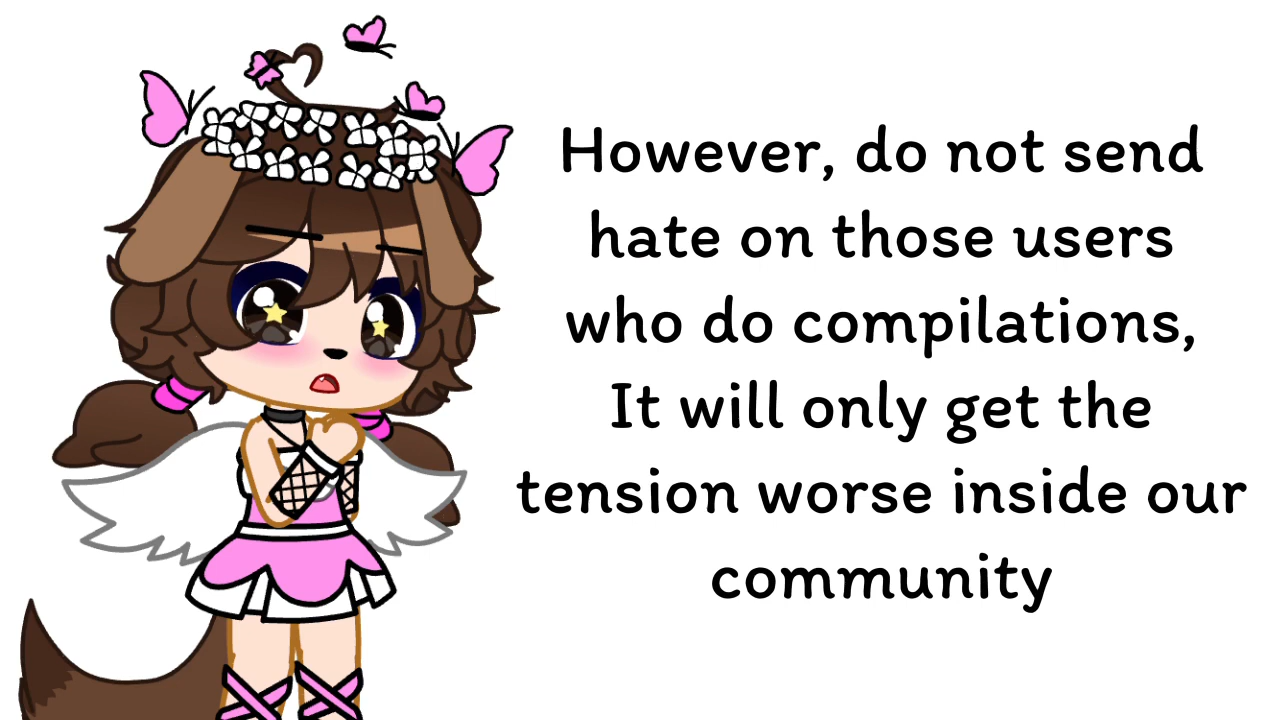 However, do not send
hate on those users
who do compilations,
It will only get the
tension worse inside our
community